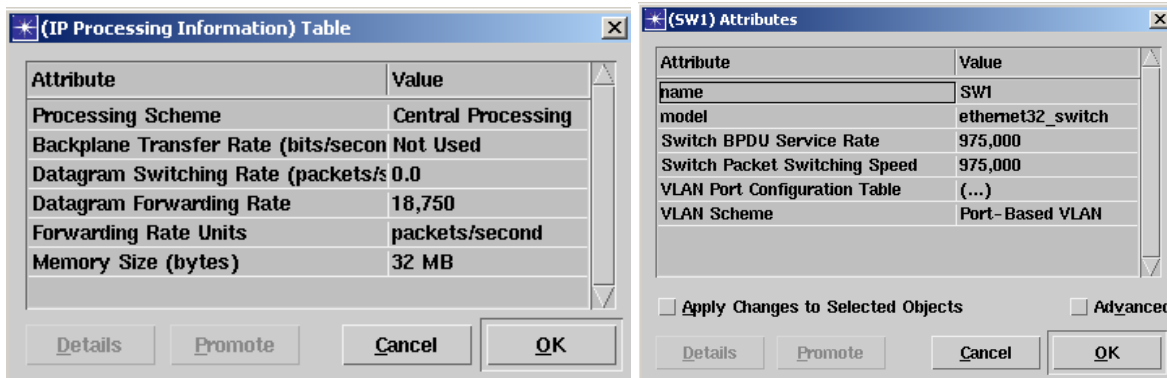 (IP Processing Information) Table
Attribute Value
Processing Scheme Central Processing
Backplane Transfer Rate (bits/secon Not Used
Datagram Switching Rate (packets/s 0.0
Datagram Forwarding Rate 18,750
Forwarding Rate Units packets/second
Memory Size (bytes) 32 MB
Details Promote Cancel OK
(SW1) Attributes
Attribute Value
name SW1
model ethernet32_switch
Switch BPDU Service Rate 975,000
Switch Packet Switching Speed 975,000
VLAN Port Configuration Table (...)
VLAN Scheme Port-Based VLAN
Apply Changes to Selected Objects Advanced
Details Promote Cancel OK